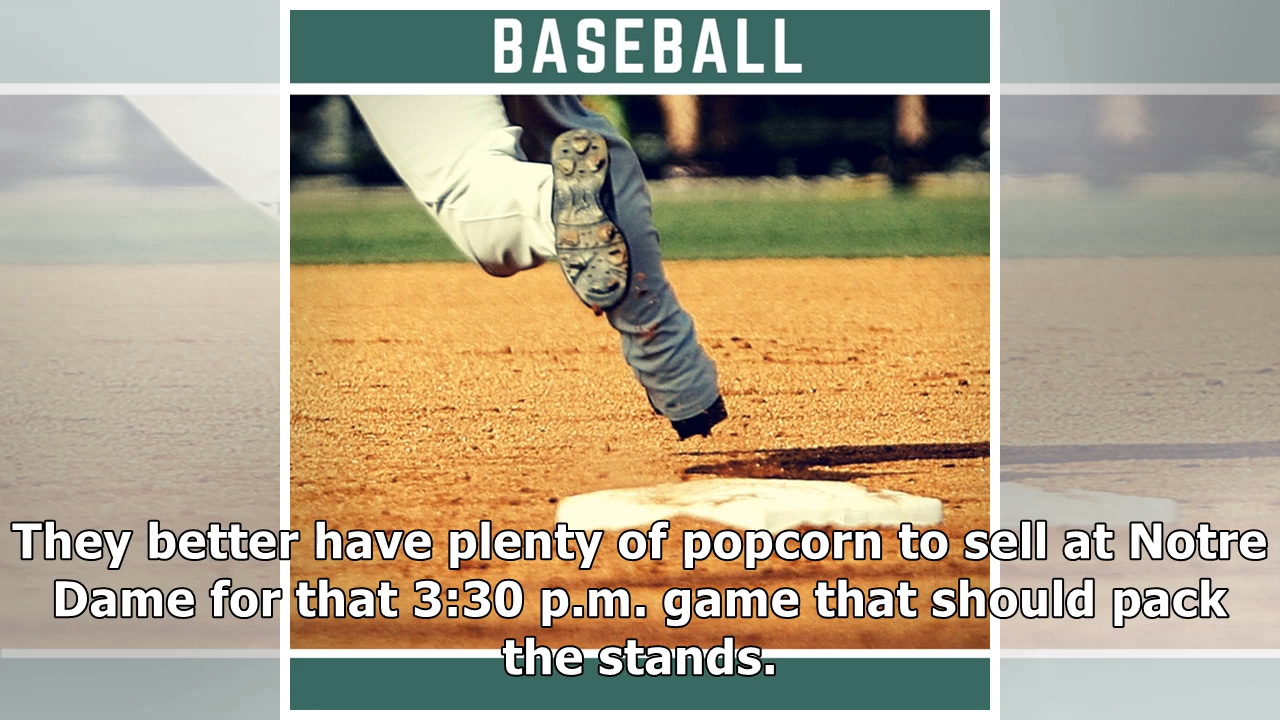 BASEBALL
They better have plenty of popcorn to sell at Notre
Dame for that 3:30 p.m. game that should pack
the stands.